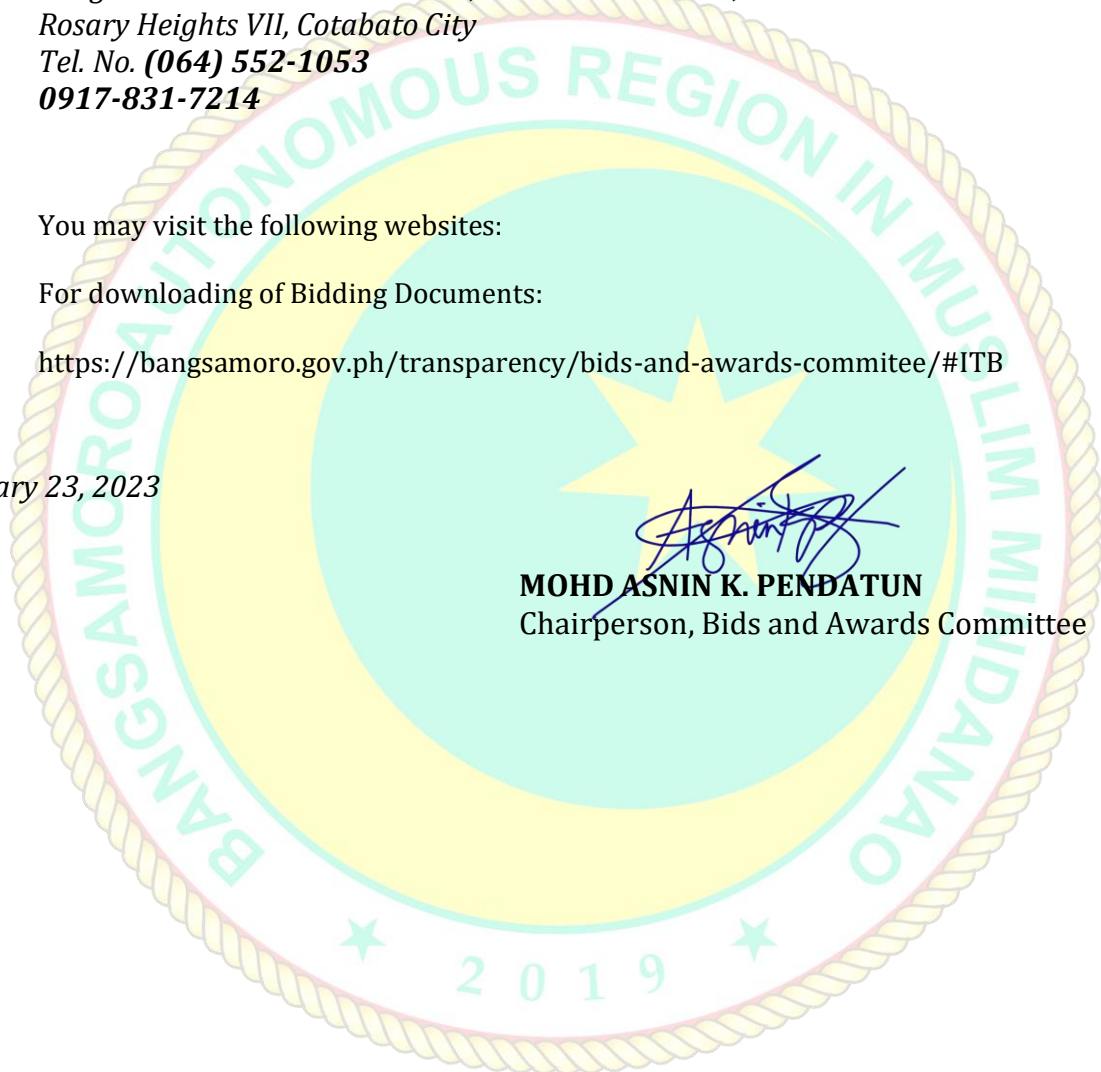 Rosary Heights VII, Cotabato City
Tel. No. (064) 552-1053
0917-831-7214
You may visit the following websites:
For downloading of Bidding Documents:
https://bangsamoro.gov.ph/transparency/bids-and-awards-commitee/#ITB
23, 2023
MOHD ASNIN K. PENDATUN
Chairperson, Bids and Awards Committee
BANGSAMORO AUTONOMOUS REGION IN MUSLIM MINDANAO
2019